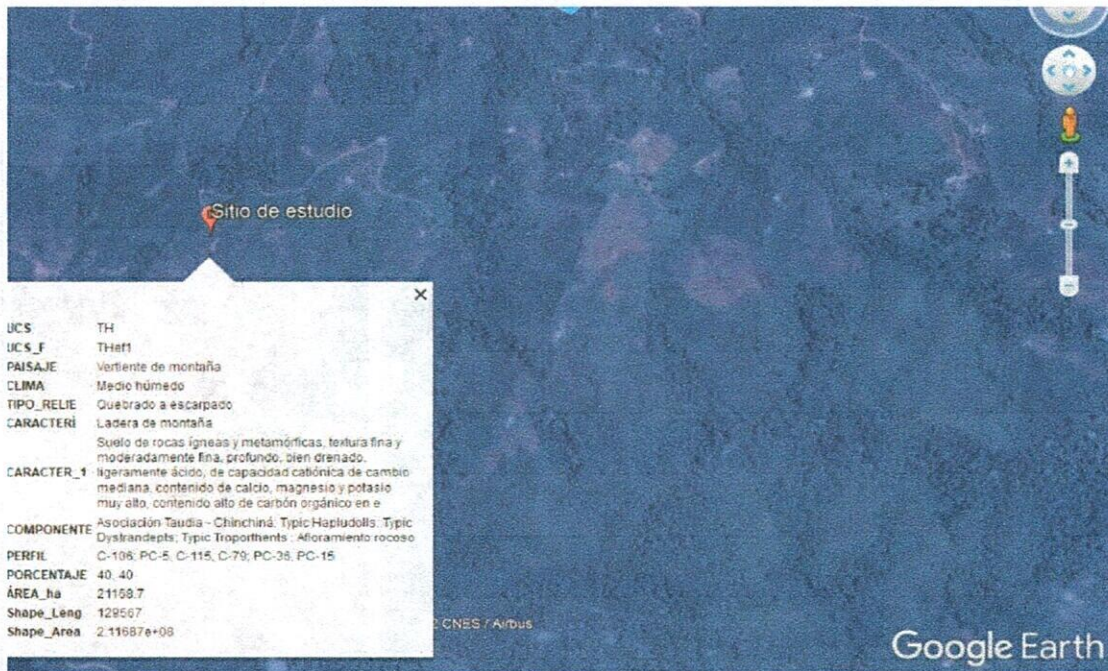 Sitio de estudio
UCS TH
UCS_F THef1
PAISAJE Vertiente de montaña
CLIMA Medio húmedo
TIPO_RELIE Quebrado a escarpado
CARACTERÍ Ladera de montaña
CARACTER_1 Suelo de rocas ígneas y metamórficas, textura fina y
moderadamente fina, profundo, bien drenado,
ligeramente ácido, de capacidad catiónica de cambio
mediana, contenido de calcio, magnesio y potasio
muy alto, contenido alto de carbón orgánico en e
COMPONENTE Asociación Taudia - Chinchiná: Typic Hapludolls; Typic
Dystrandepts; Typic Troporthents; Afloramiento rocoso
PERFIL C-106; PC-5, C-115, C-79; PC-36, PC-15
PORCENTAJE 40, 40
ÁREA_ha 21168.7
Shape_Leng 129567
Shape_Area 2.11687e+08
2 CNES / Airbus
Google Earth